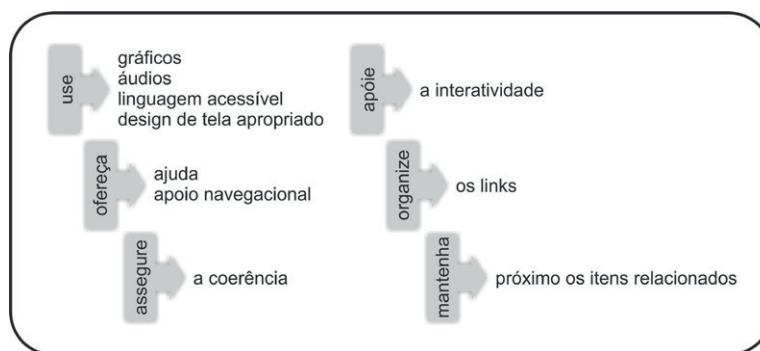 use
gráficos
áudios
linguagem acessível
design de tela apropriado
ofereça
ajuda
apoio navegacional
assegure
a coerência
apóie
a interatividade
organize
os links
mantenha
próximo os itens relacionados